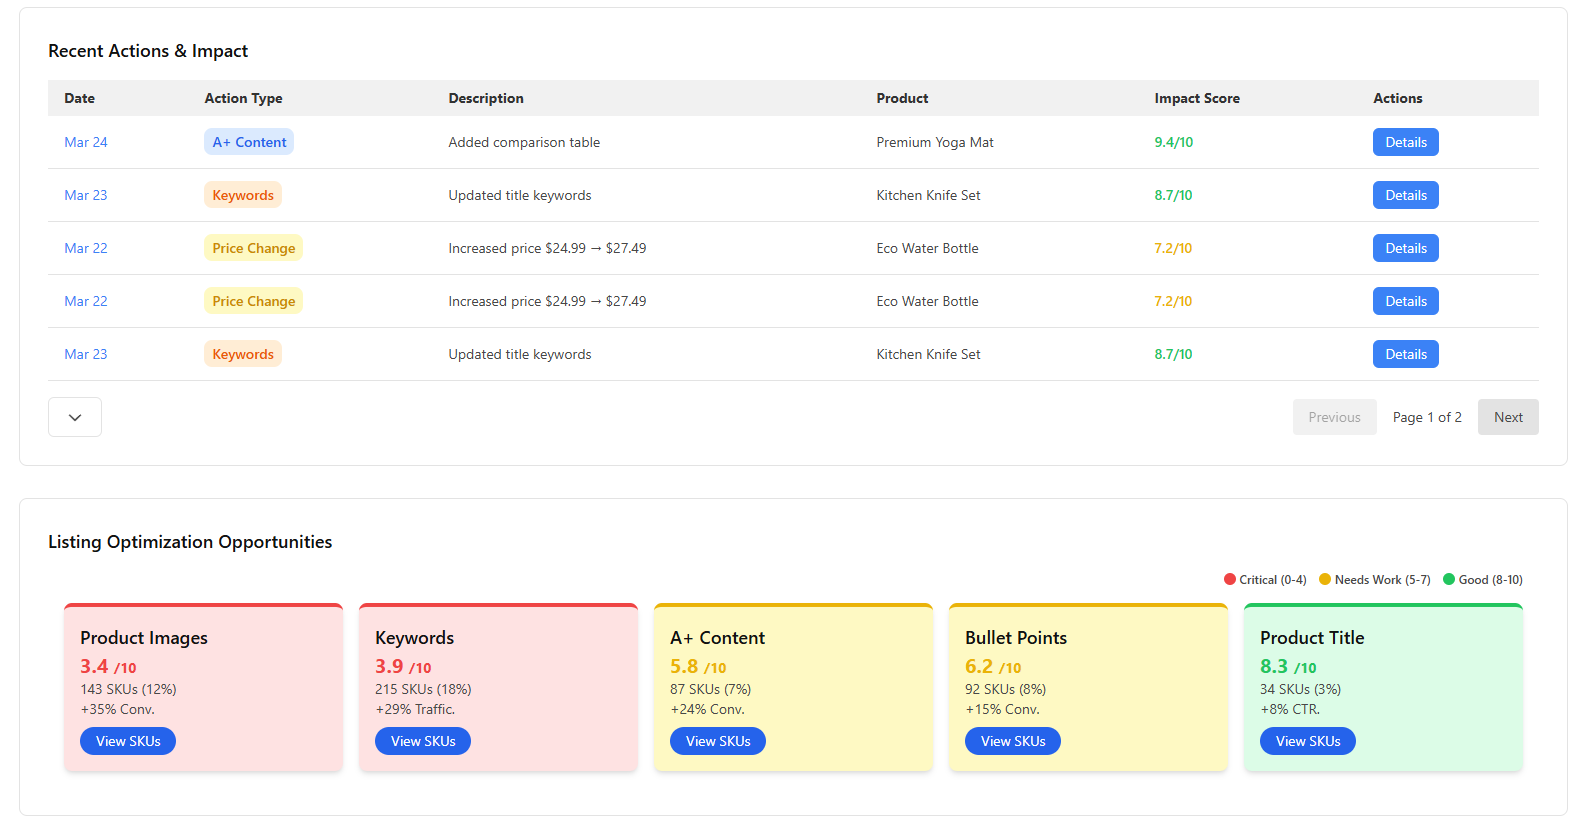 Recent Actions & Impact
Date Action Type Description Product Impact Score Actions
Mar 24 A+ Content Added comparison table Premium Yoga Mat 9.4/10 Details
Mar 23 Keywords Updated title keywords Kitchen Knife Set 8.7/10 Details
Mar 22 Price Change Increased price $24.99 → $27.49 Eco Water Bottle 7.2/10 Details
Mar 22 Price Change Increased price $24.99 → $27.49 Eco Water Bottle 7.2/10 Details
Mar 23 Keywords Updated title keywords Kitchen Knife Set 8.7/10 Details
Previous Page 1 of 2 Next
Listing Optimization Opportunities
Critical (0-4) Needs Work (5-7) Good (8-10)
Product Images
3.4 /10
143 SKUs (12%)
+35% Conv.
View SKUs
Keywords
3.9 /10
215 SKUs (18%)
+29% Traffic.
View SKUs
A+ Content
5.8 /10
87 SKUs (7%)
+24% Conv.
View SKUs
Bullet Points
6.2 /10
92 SKUs (8%)
+15% Conv.
View SKUs
Product Title
8.3 /10
34 SKUs (3%)
+8% CTR.
View SKUs